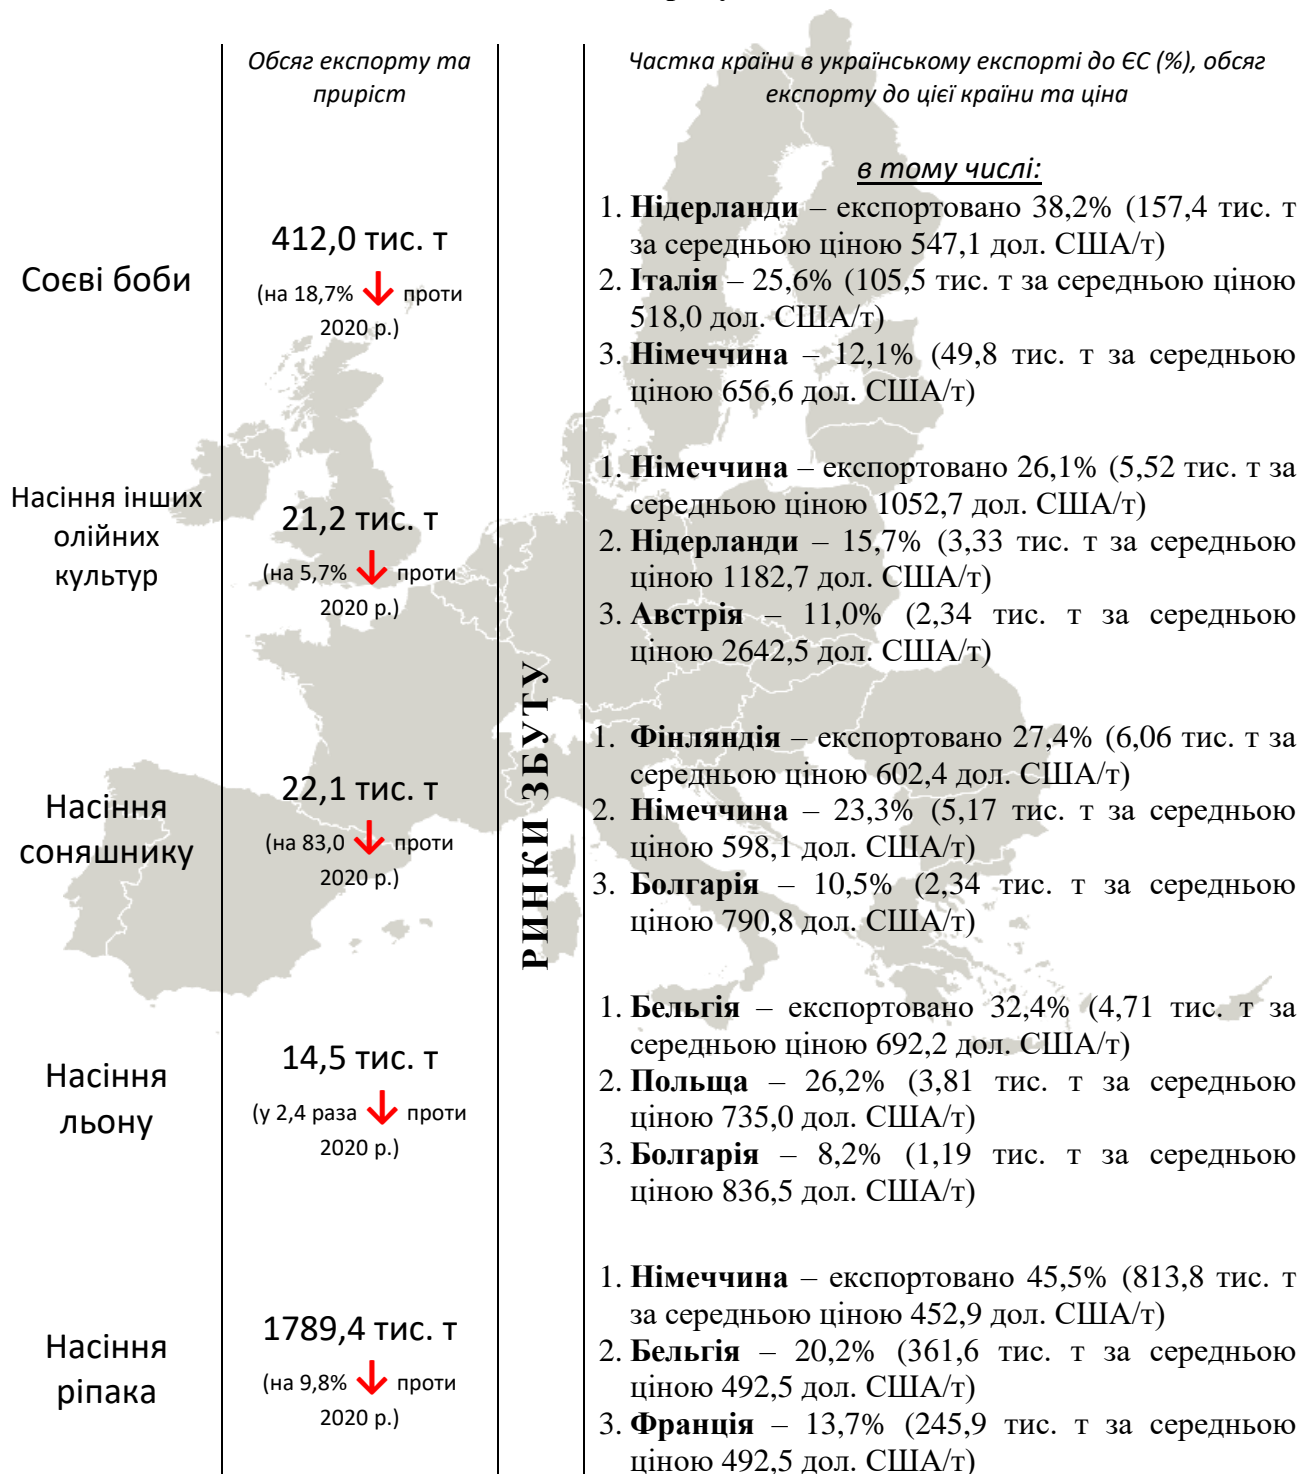 Обсяг експорту та
приріст
Частка країни в українському експорті до ЄС (%), обсяг
експорту до цієї країни та ціна
Соєві боби
412,0 тис. т
(на 18,7% ↓ проти
2020 р.)
в тому числі:
1. Нідерланди – експортовано 38,2% (157,4 тис. т
за середньою ціною 547,1 дол. США/т)
2. Італія – 25,6% (105,5 тис. т за середньою ціною
518,0 дол. США/т)
3. Німеччина – 12,1% (49,8 тис. т за середньою
ціною 656,6 дол. США/т)
Насіння інших
олійних
культур
21,2 тис. т
(на 5,7% ↓ проти
2020 р.)
1. Німеччина – експортовано 26,1% (5,52 тис. т за
середньою ціною 1052,7 дол. США/т)
2. Нідерланди – 15,7% (3,33 тис. т за середньою
ціною 1182,7 дол. США/т)
3. Австрія – 11,0% (2,34 тис. т за середньою
ціною 2642,5 дол. США/т)
РИНКИ ЗБУТУ
Насіння
соняшнику
22,1 тис. т
(на 83,0 ↓ проти
2020 р.)
1. Фінляндія – експортовано 27,4% (6,06 тис. т за
середньою ціною 602,4 дол. США/т)
2. Німеччина – 23,3% (5,17 тис. т за середньою
ціною 598,1 дол. США/т)
3. Болгарія – 10,5% (2,34 тис. т за середньою
ціною 790,8 дол. США/т)
Насіння
льону
14,5 тис. т
(у 2,4 раза ↓ проти
2020 р.)
1. Бельгія – експортовано 32,4% (4,71 тис. т за
середньою ціною 692,2 дол. США/т)
2. Польща – 26,2% (3,81 тис. т за середньою
ціною 735,0 дол. США/т)
3. Болгарія – 8,2% (1,19 тис. т за середньою
ціною 836,5 дол. США/т)
Насіння
ріпака
1789,4 тис. т
(на 9,8% ↓ проти
2020 р.)
1. Німеччина – експортовано 45,5% (813,8 тис. т
за середньою ціною 452,9 дол. США/т)
2. Бельгія – 20,2% (361,6 тис. т за середньою
ціною 492,5 дол. США/т)
3. Франція – 13,7% (245,9 тис. т за середньою
ціною 492,5 дол. США/т)